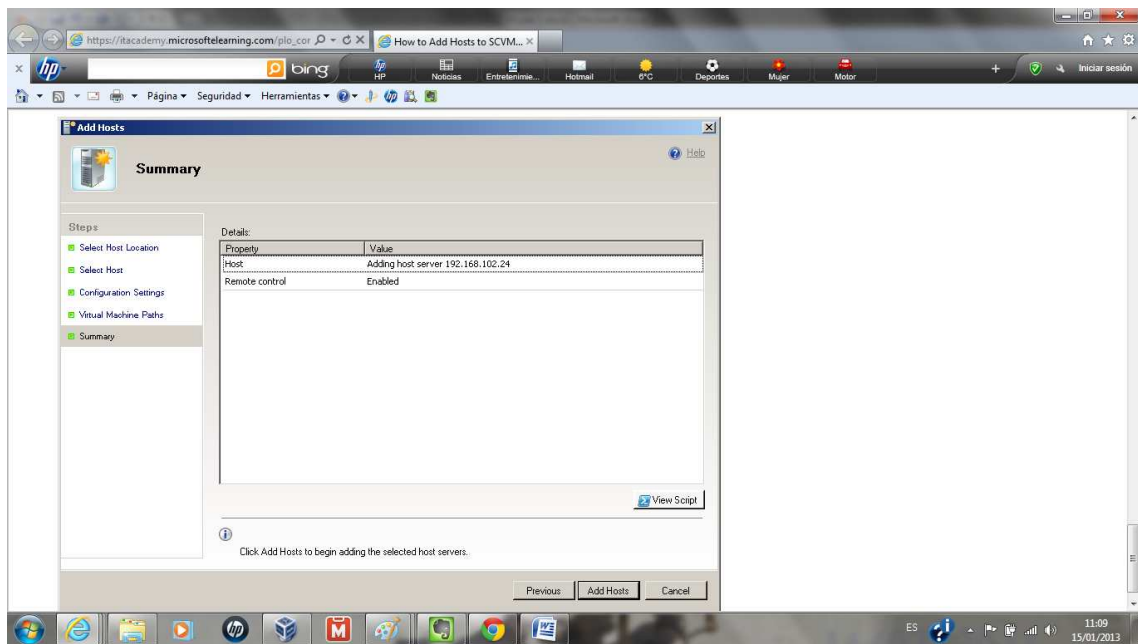 https://itacademy.microsoftelearning.com/plo_cor
How to Add Hosts to SCVM...
hp
bing
HP
Noticias
Entretenimie...
Hotmail
6°C
Deportes
Mujer
Motor
Iniciar sesión
Página
Seguridad
Herramientas
Add Hosts
Summary
Help
Steps
Select Host Location
Select Host
Configuration Settings
Virtual Machine Paths
Summary
Details:
Property Value
Host Adding host server 192.168.102.24
Remote control Enabled
View Script
Click Add Hosts to begin adding the selected host servers.
Previous Add Hosts Cancel
hp
M
W
ES
11:09
15/01/2013